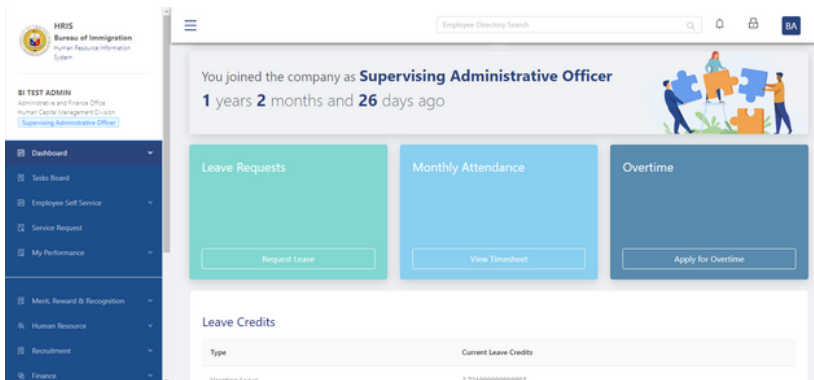 HRIS
Bureau of Immigration
Human Resource Information
System
BI TEST ADMIN
Administrative and Finance Office
Human Capital Management Division
Supervising Administrative Officer
Dashboard
Tasks Board
Employee Self Service
Service Request
My Performance
Merit, Reward & Recognition
Human Resource
Recruitment
Finance
Employee Directory Search
BA
You joined the company as Supervising Administrative Officer
1 years 2 months and 26 days ago
Leave Requests
Request Leave
Monthly Attendance
View Timesheet
Overtime
Apply for Overtime
Leave Credits
Type Current Leave Credits